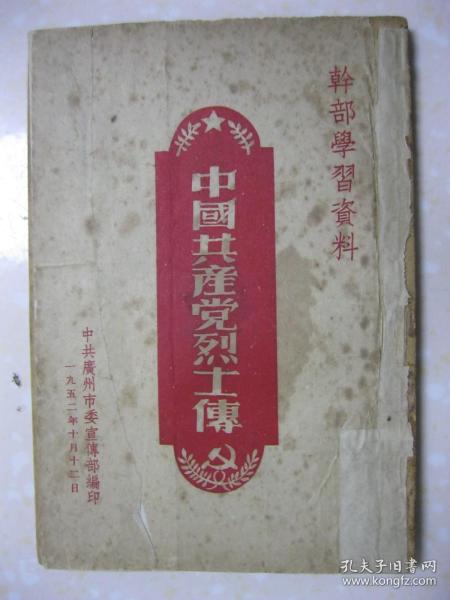 幹部學習資料
中國共産党烈士傳
中共廣州市委宣傳部編印
一九五二年十月十二日
孔夫子旧书网
www.kongfz.com